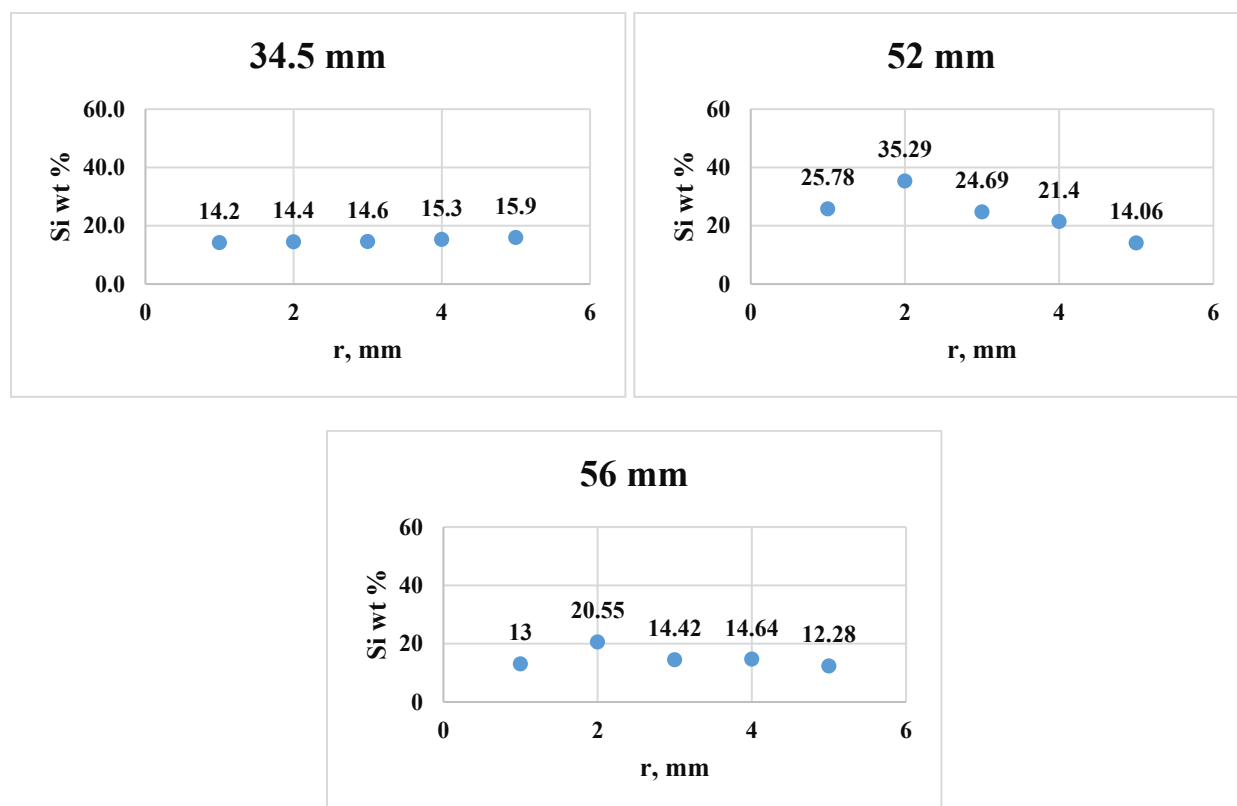 34.5 mm
60.0
40.0
20.0
0.0
Si wt %
14.2 14.4 14.6 15.3 15.9
0 2 4 6
r, mm
52 mm
60
40
20
0
Si wt %
25.78 35.29 24.69 21.4 14.06
0 2 4 6
r, mm
56 mm
60
40
20
0
Si wt %
13 20.55 14.42 14.64 12.28
0 2 4 6
r, mm